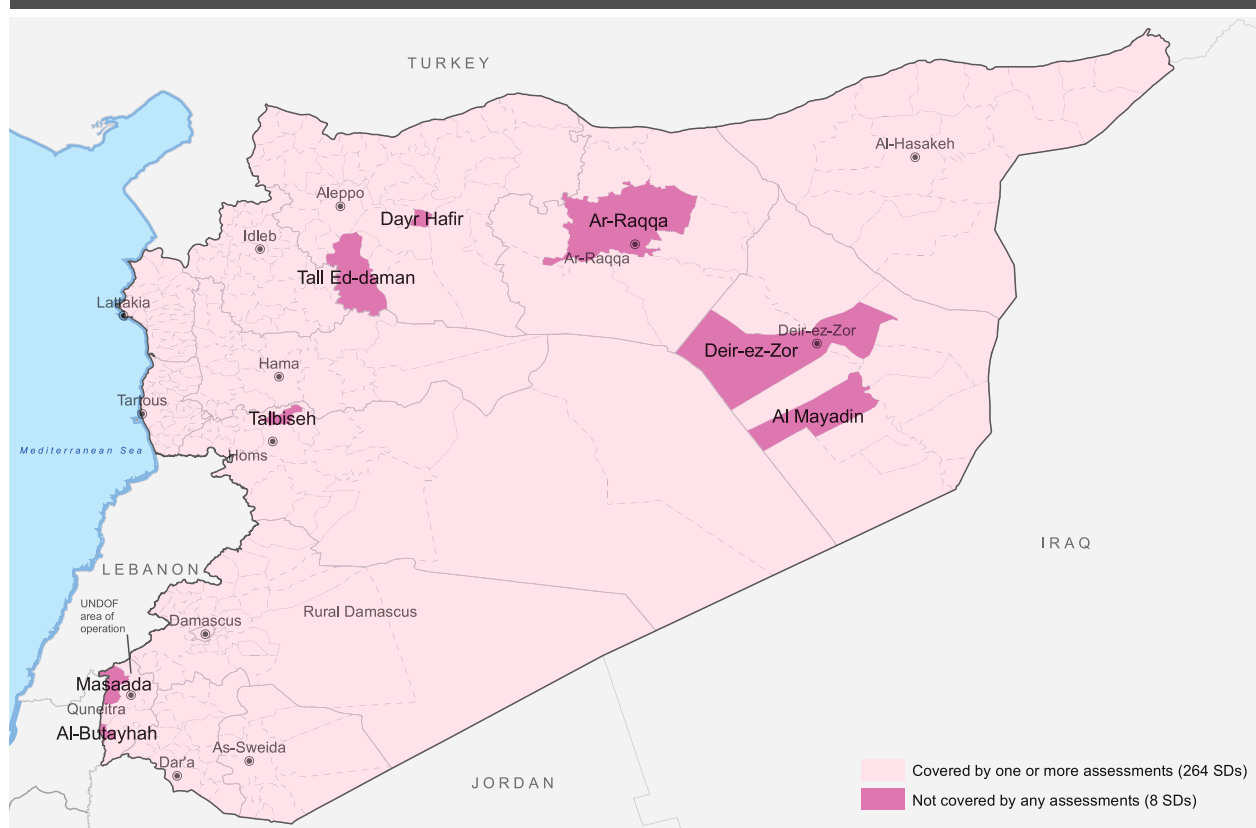 TURKEY
Al-Hasakeh
Aleppo
Dayr Hafir
Ar-Raqqa
Idleb
Ar-Raqqa
Tall Ed-daman
Lattakia
Deir-ez-Zor
Deir-ez-Zor
Hama
Tartous
Talbiseh
Al Mayadin
Mediterranean Sea
Homs
IRAQ
LEBANON
UNDOF
area of
operation
Rural Damascus
Damascus
Masaada
Quneitra
Al-Butayhah
As-Sweida
Dar'a
JORDAN
Covered by one or more assessments (264 SDs)
Not covered by any assessments (8 SDs)